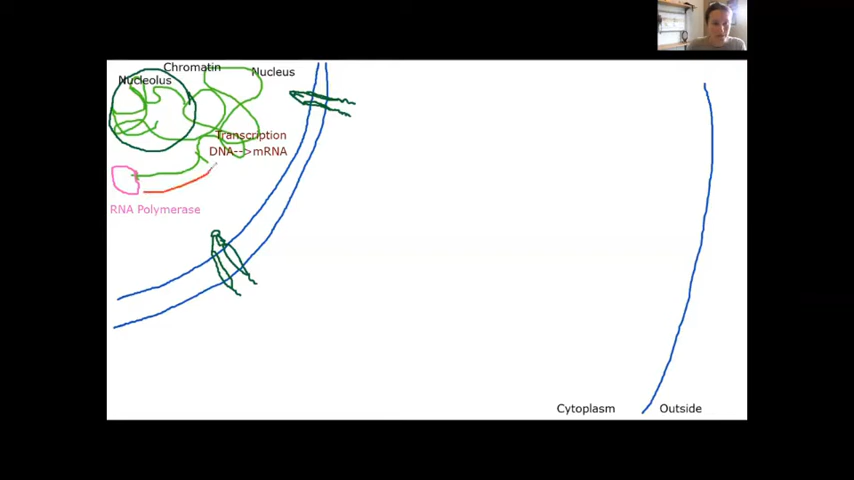 Chromatin
Nucleus
Nucleolus
Transcription
DNA-->mRNA
RNA Polymerase
Cytoplasm
Outside